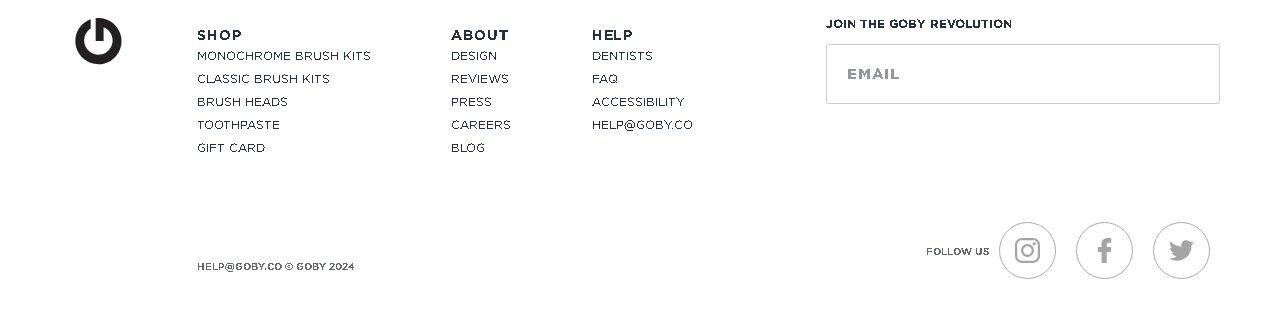 SHOP
MONOCHROME BRUSH KITS
CLASSIC BRUSH KITS
BRUSH HEADS
TOOTHPASTE
GIFT CARD
ABOUT
DESIGN
REVIEWS
PRESS
CAREERS
BLOG
HELP
DENTISTS
FAQ
ACCESSIBILITY
HELP@GOBY.CO
JOIN THE GOBY REVOLUTION
EMAIL
HELP@GOBY.CO © GOBY 2024
FOLLOW US